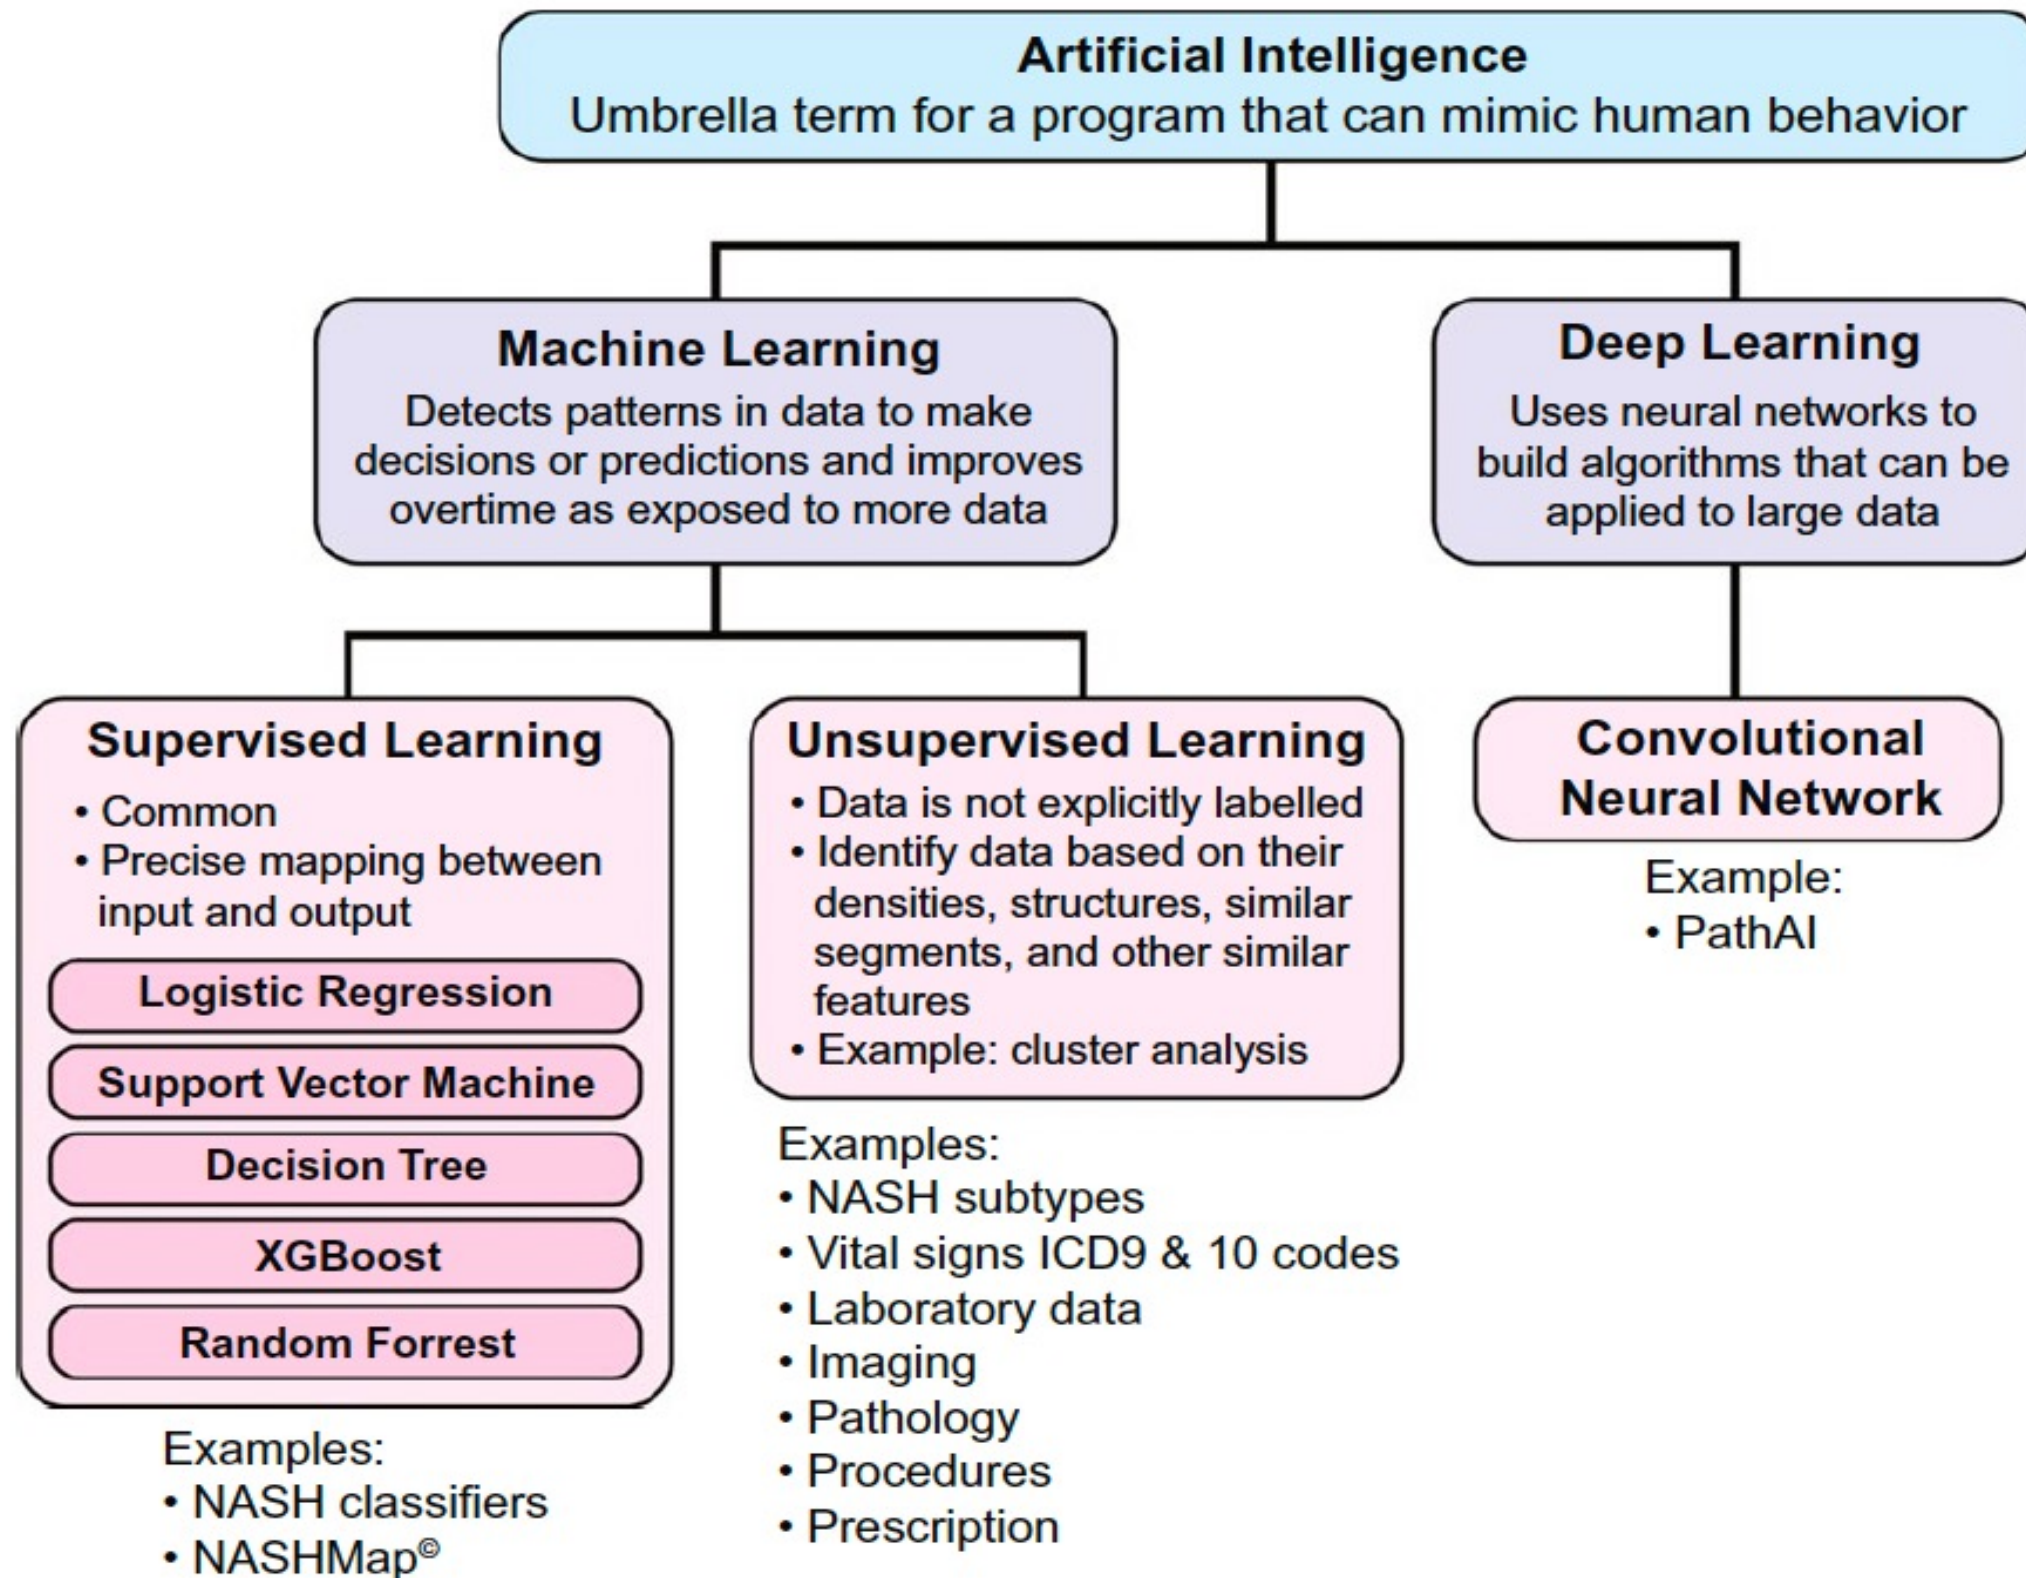 Artificial Intelligence
Umbrella term for a program that can mimic human behavior
Machine Learning
Detects patterns in data to make
decisions or predictions and improves
overtime as exposed to more data
Deep Learning
Uses neural networks to
build algorithms that can be
applied to large data
Supervised Learning
• Common
• Precise mapping between
input and output
Logistic Regression
Support Vector Machine
Decision Tree
XGBoost
Random Forrest
Examples:
• NASH classifiers
• NASHMap©
Unsupervised Learning
• Data is not explicitly labelled
• Identify data based on their
densities, structures, similar
segments, and other similar
features
• Example: cluster analysis
Examples:
• NASH subtypes
• Vital signs ICD9 & 10 codes
• Laboratory data
• Imaging
• Pathology
• Procedures
• Prescription
Convolutional
Neural Network
Example:
• PathAI